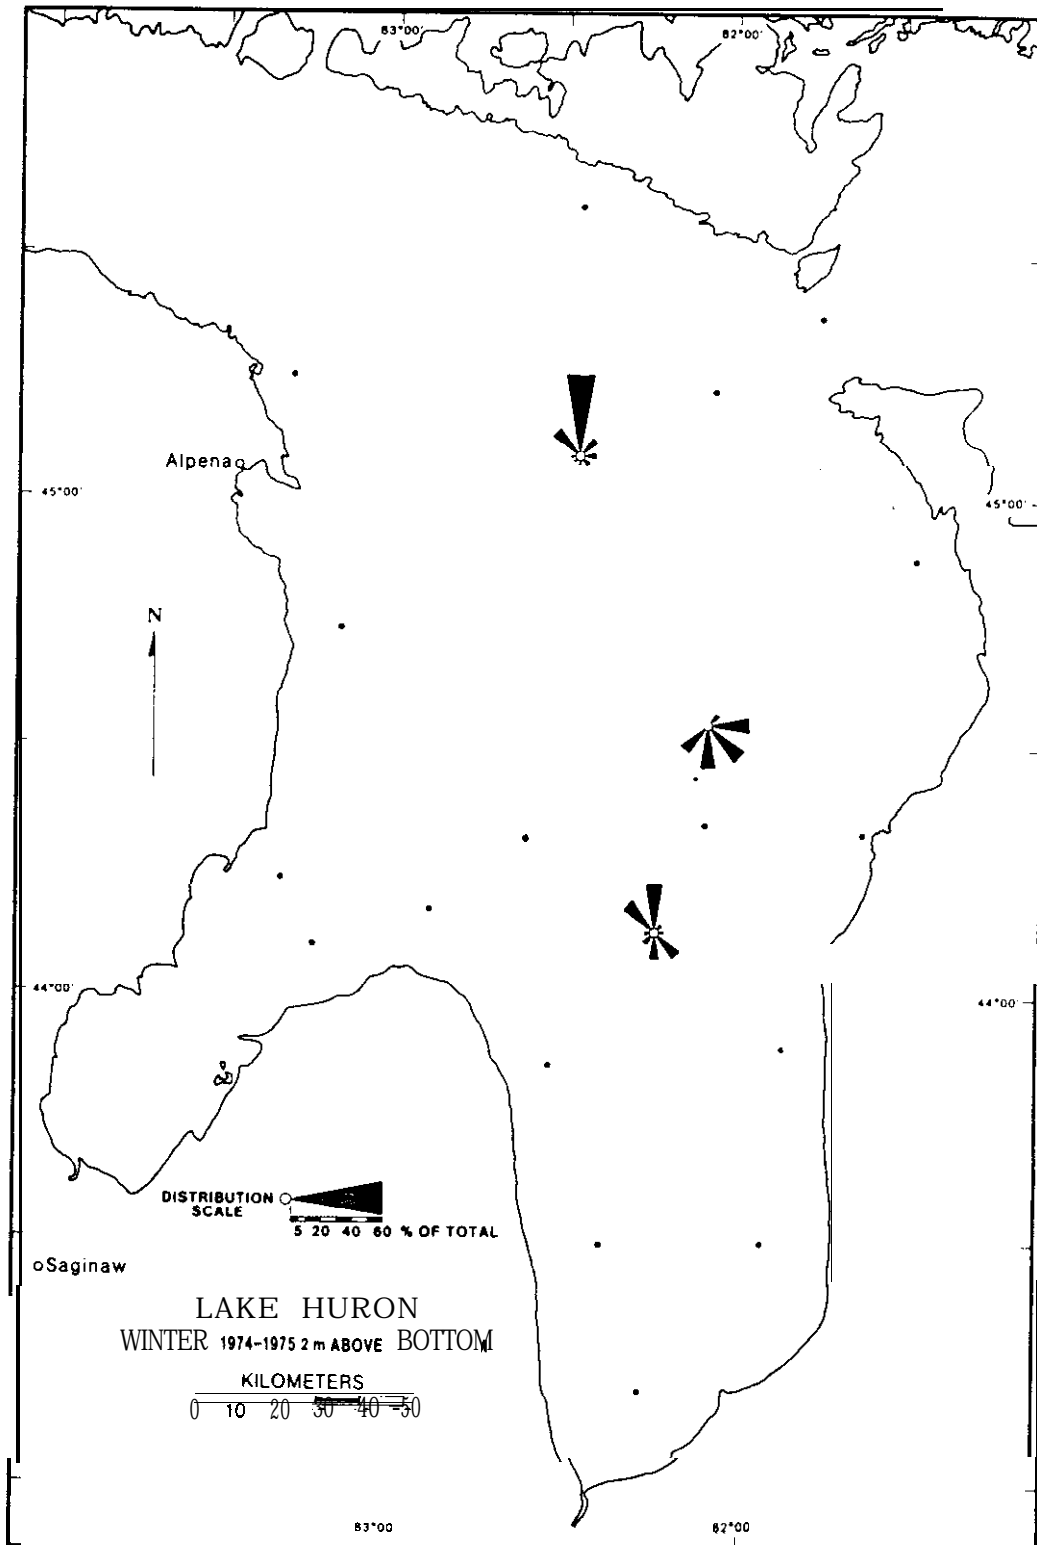 83°00' 82°00'
Alpena
45°00' 45°00'
N
44°00' 44°00'
DISTRIBUTION
SCALE
5 20 40 60 % OF TOTAL
Saginaw
LAKE HURON
WINTER 1974-1975 2 m ABOVE BOTTOM
KILOMETERS
0 10 20 30 40 50
83°00 82°00